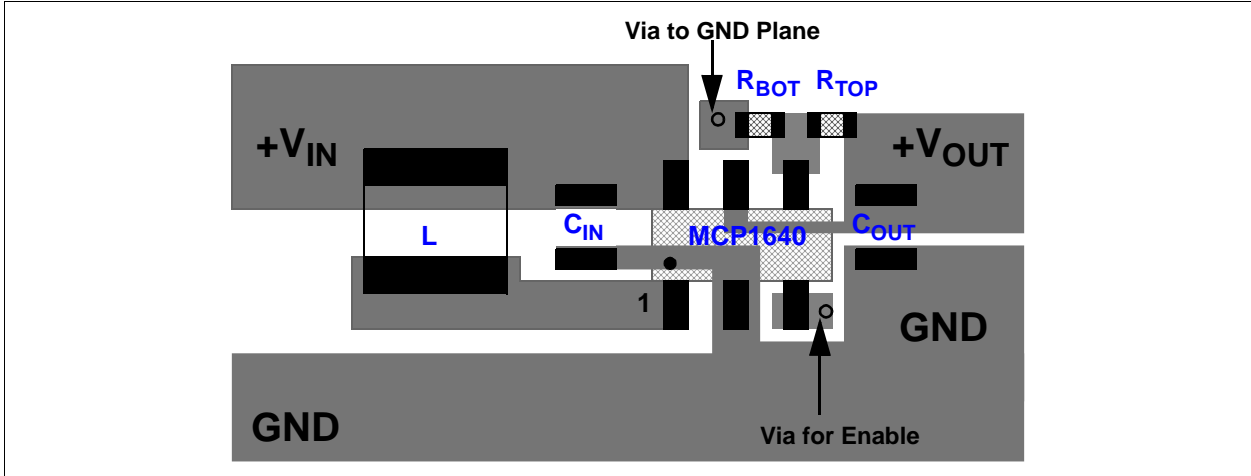 Via to GND Plane
RBOT RTOP
+VIN
+VOUT
CIN
L
MCP1640
COUT
1
GND
GND
Via for Enable